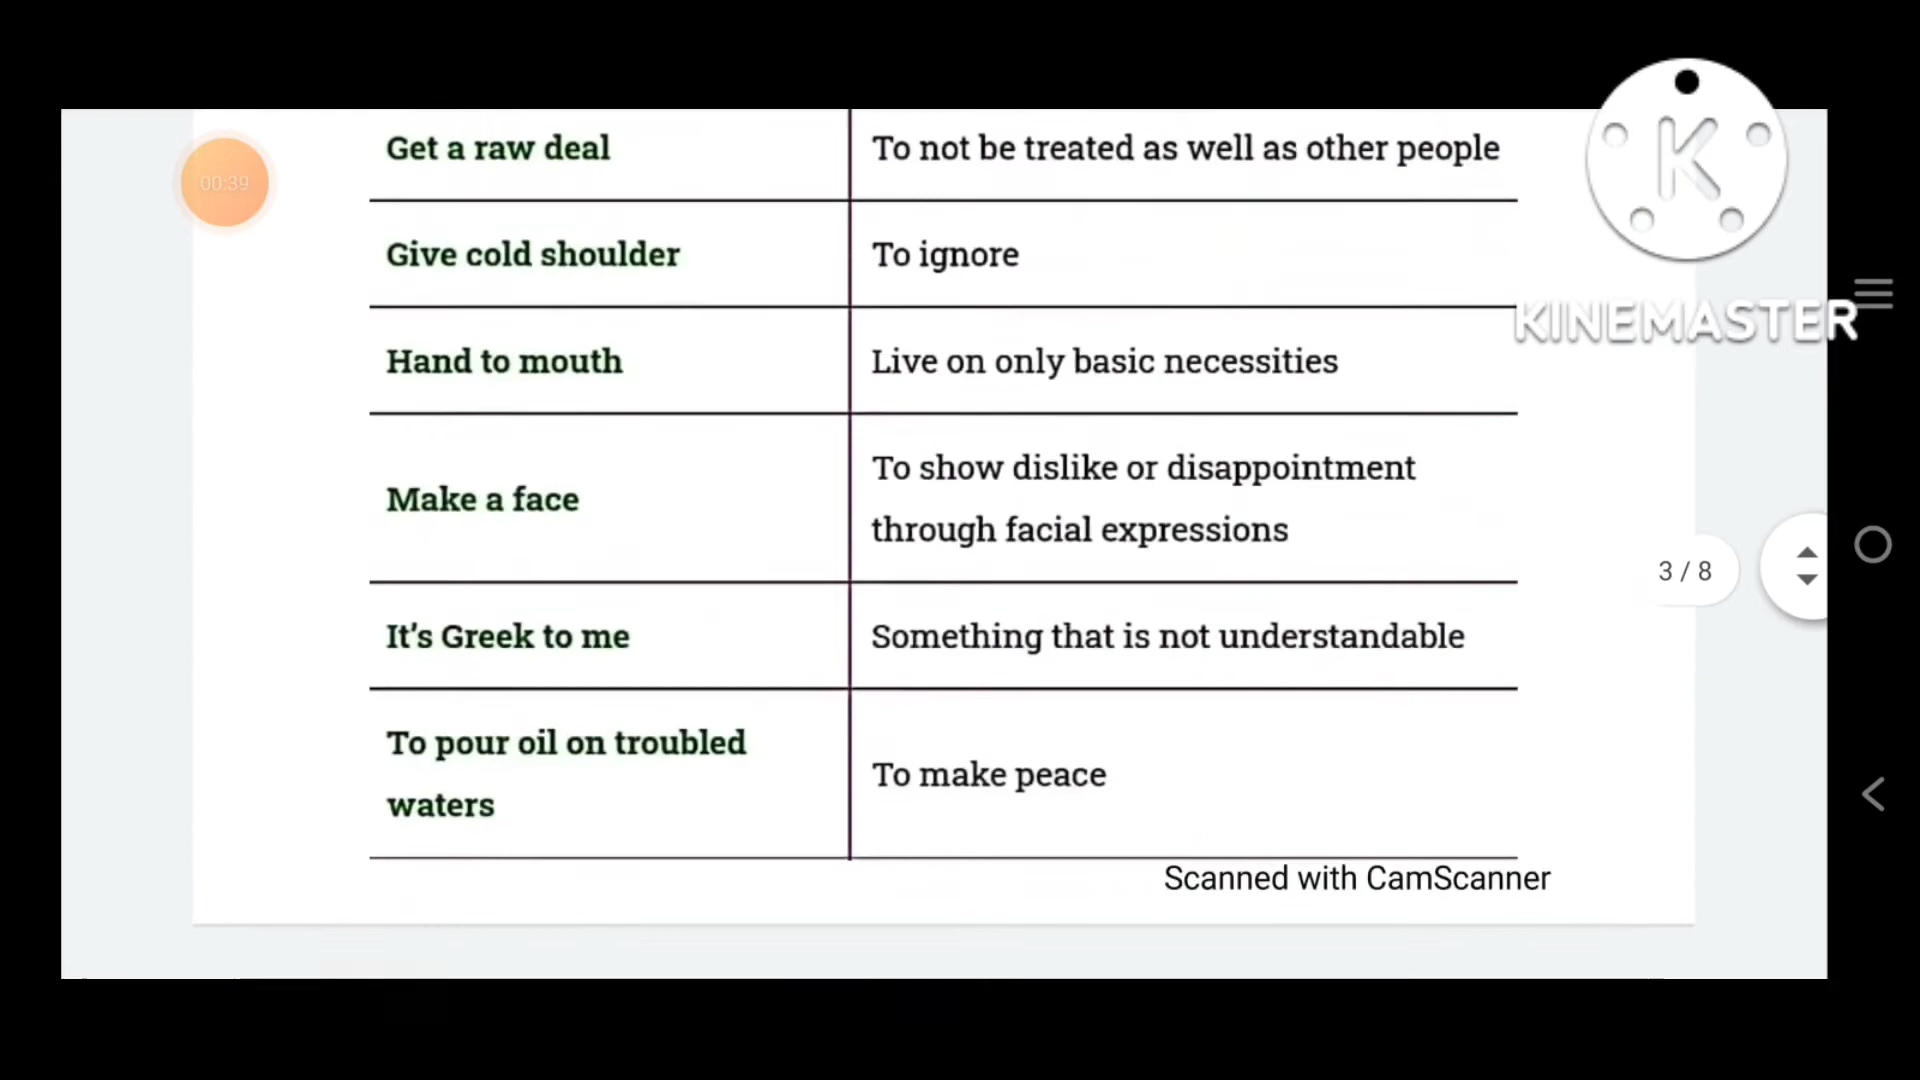 Get a raw deal
To not be treated as well as other people
00:39
K
Give cold shoulder
To ignore
KINEMASTER
Hand to mouth
Live on only basic necessities
Make a face
To show dislike or disappointment
through facial expressions
3 / 8
It's Greek to me
Something that is not understandable
To pour oil on troubled
waters
To make peace
Scanned with CamScanner